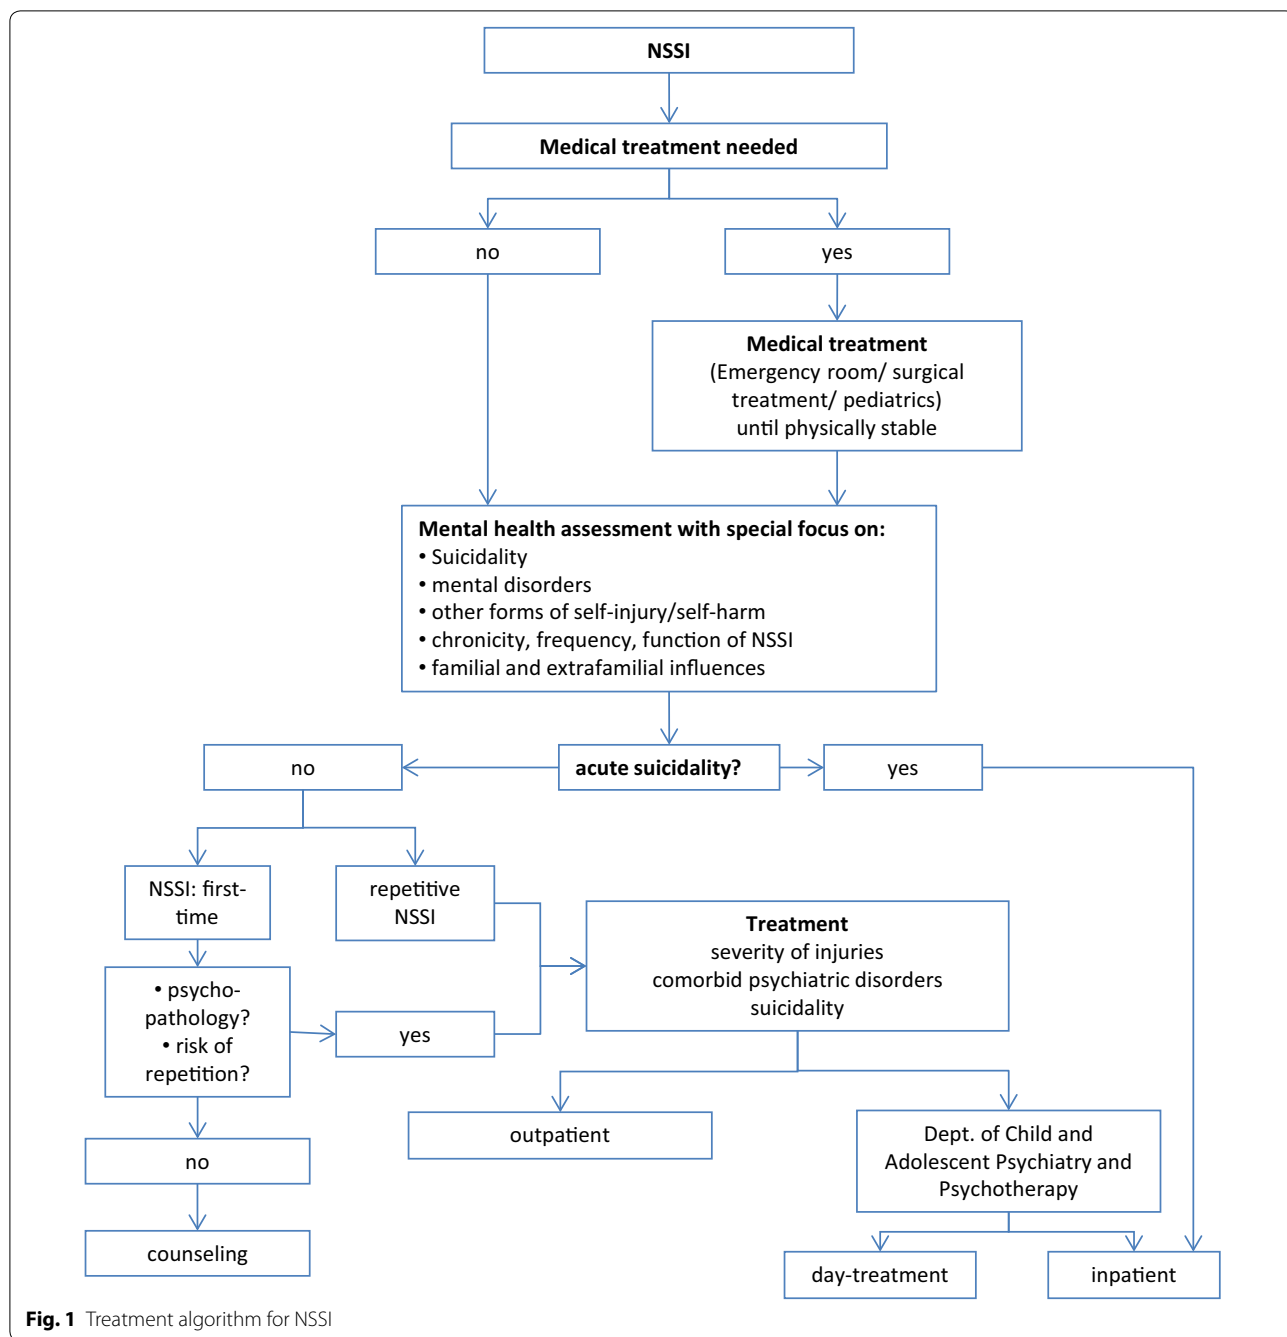 NSSI
Medical treatment needed
no
yes
Medical treatment
(Emergency room/ surgical
treatment/ pediatrics)
until physically stable
Mental health assessment with special focus on:
• Suicidality
• mental disorders
• other forms of self-injury/self-harm
• chronicity, frequency, function of NSSI
• familial and extrafamilial influences
no
acute suicidality?
yes
NSSI: first-
time
repetitive
NSSI
Treatment
severity of injuries
comorbid psychiatric disorders
suicidality
• psycho-
pathology?
• risk of
repetition?
yes
outpatient
Dept. of Child and
Adolescent Psychiatry and
Psychotherapy
no
counseling
day-treatment
inpatient
Fig. 1 Treatment algorithm for NSSI